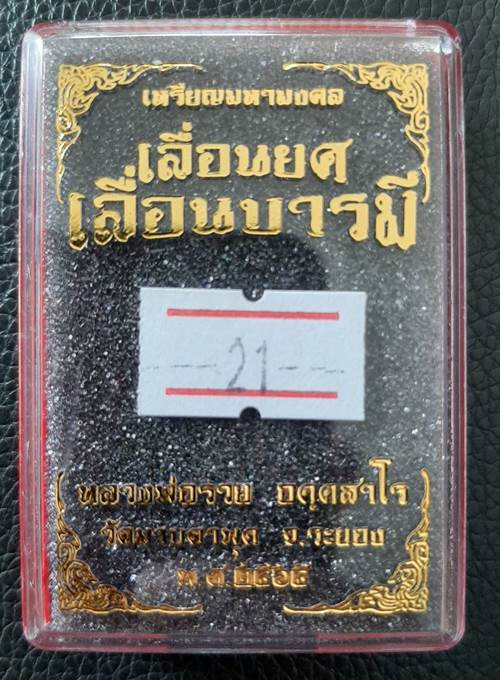 เหรียญมหามงคล
เลื่อนยศ
เลื่อนบารมี
21
หลวงพ่อรวย อตฺตสาโร
วัดมาบตาพุด จ.ระยอง
พ.ศ.๒๕๖๕